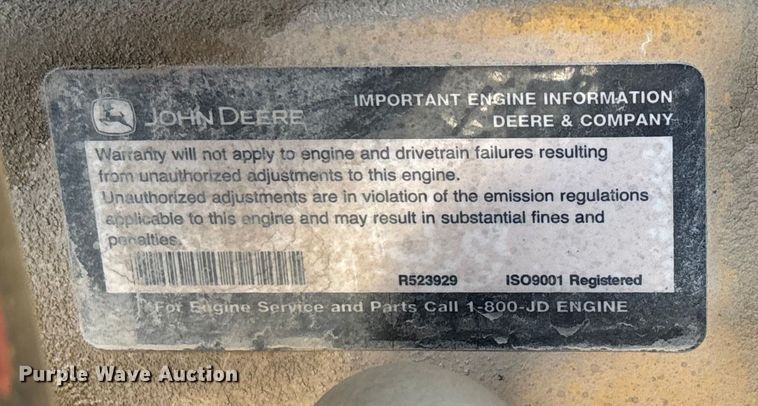 JOHN DEERE
IMPORTANT ENGINE INFORMATION
DEERE & COMPANY
Warranty will not apply to engine and drivetrain failures resulting
from unauthorized adjustments to this engine.
Unauthorized adjustments are in violation of the emission regulations
applicable to this engine and may result in substantial fines and
penalties.
R523929 ISO9001 Registered
For Engine Service and Parts Call 1-800-JD ENGINE
Purple Wave Auction